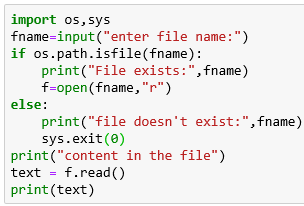 import os,sys
fname=input("enter file name:")
if os.path.isfile(fname):
    print("File exists:",fname)
    f=open(fname,"r")
else:
    print("file doesn't exist:",fname)
    sys.exit(0)
print("content in the file")
text = f.read()
print(text)